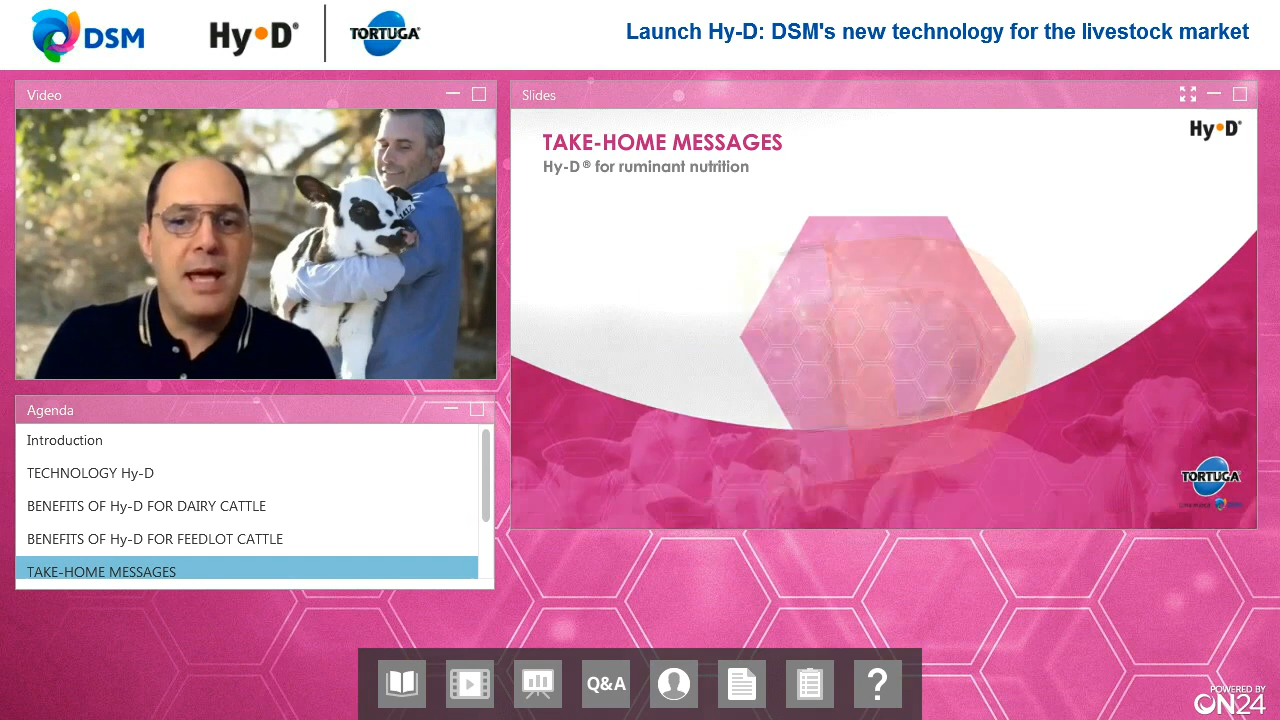 DSM
Hy•D®
TORTUGA
Launch Hy-D: DSM's new technology for the livestock market
Video
Slides
Hy•D®
TAKE-HOME MESSAGES
Hy-D® for ruminant nutrition
Agenda
Introduction
TECHNOLOGY Hy-D
BENEFITS OF Hy-D FOR DAIRY CATTLE
BENEFITS OF Hy-D FOR FEEDLOT CATTLE
TAKE-HOME MESSAGES
TORTUGA
DSM
Q&A
?
POWERED BY
ON24